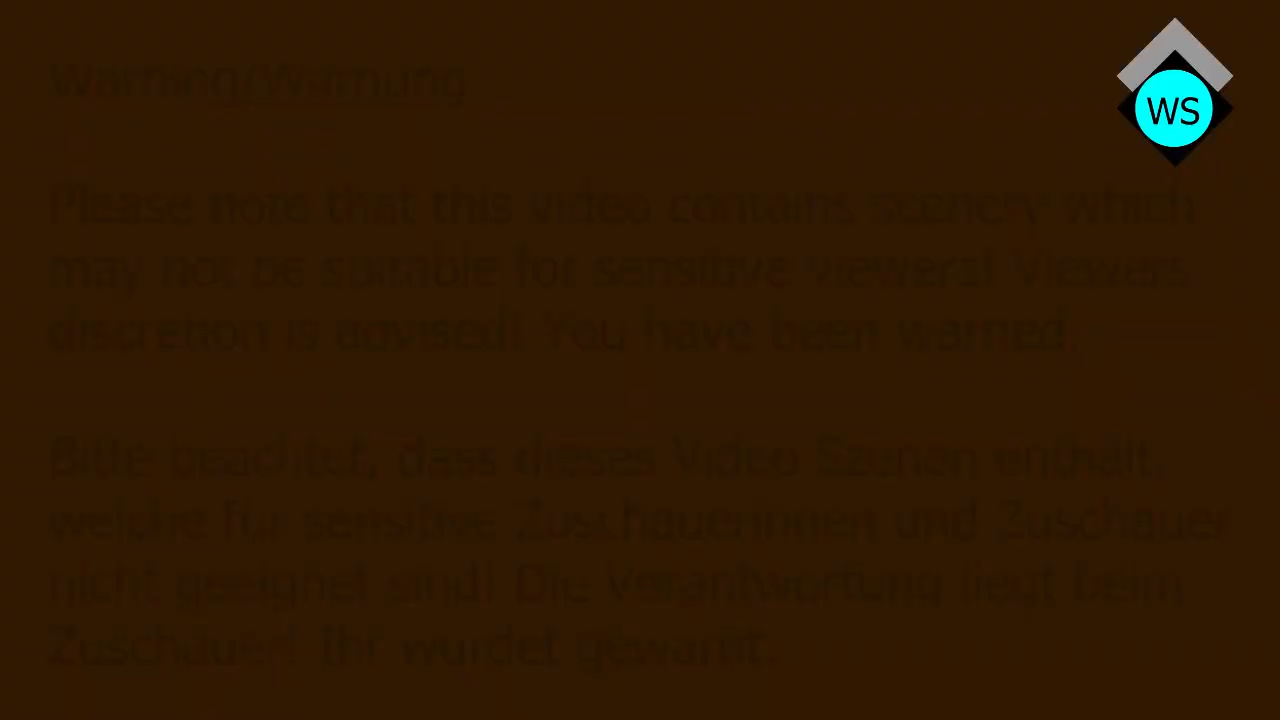 Warning/Warnung
WS
Please note that this video contains scenery which
may not be suitable for sensitive viewers! Viewers
discretion is advised! You have been warned.
Bitte beachtet, dass dieses Video Szenen enthält,
welche für sensitive Zuschauerinnen und Zuschauer
nicht geeignet sind! Die Verantwortung liegt beim
Zuschauer! Ihr wurdet gewarnt.